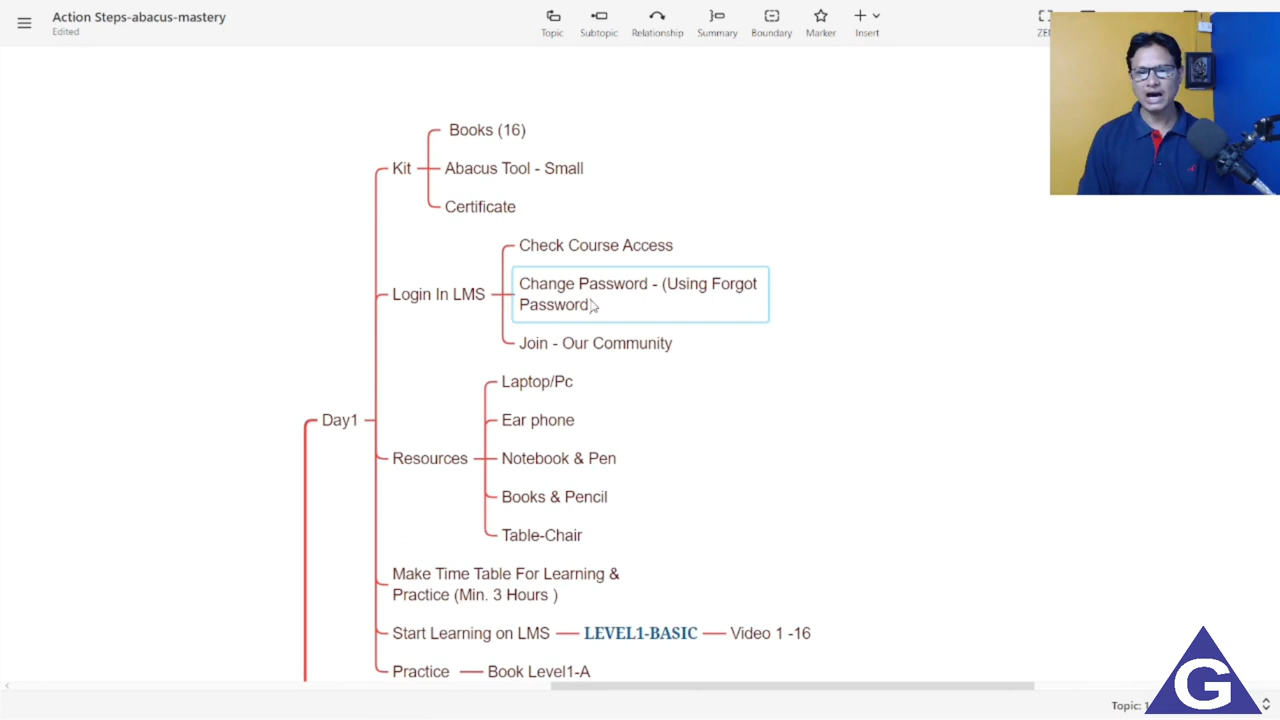 Action Steps-abacus-mastery
Edited
Topic
Subtopic
Relationship
Summary
Boundary
Marker
Insert
Books (16)
Kit
Abacus Tool - Small
Certificate
Check Course Access
Login In LMS
Change Password - (Using Forgot
Password)
Join - Our Community
Day1
Resources
Laptop/Pc
Ear phone
Notebook & Pen
Books & Pencil
Table-Chair
Make Time Table For Learning &
Practice (Min. 3 Hours )
Start Learning on LMS
LEVEL1-BASIC
Video 1 -16
Practice
Book Level1-A
Topic:
G